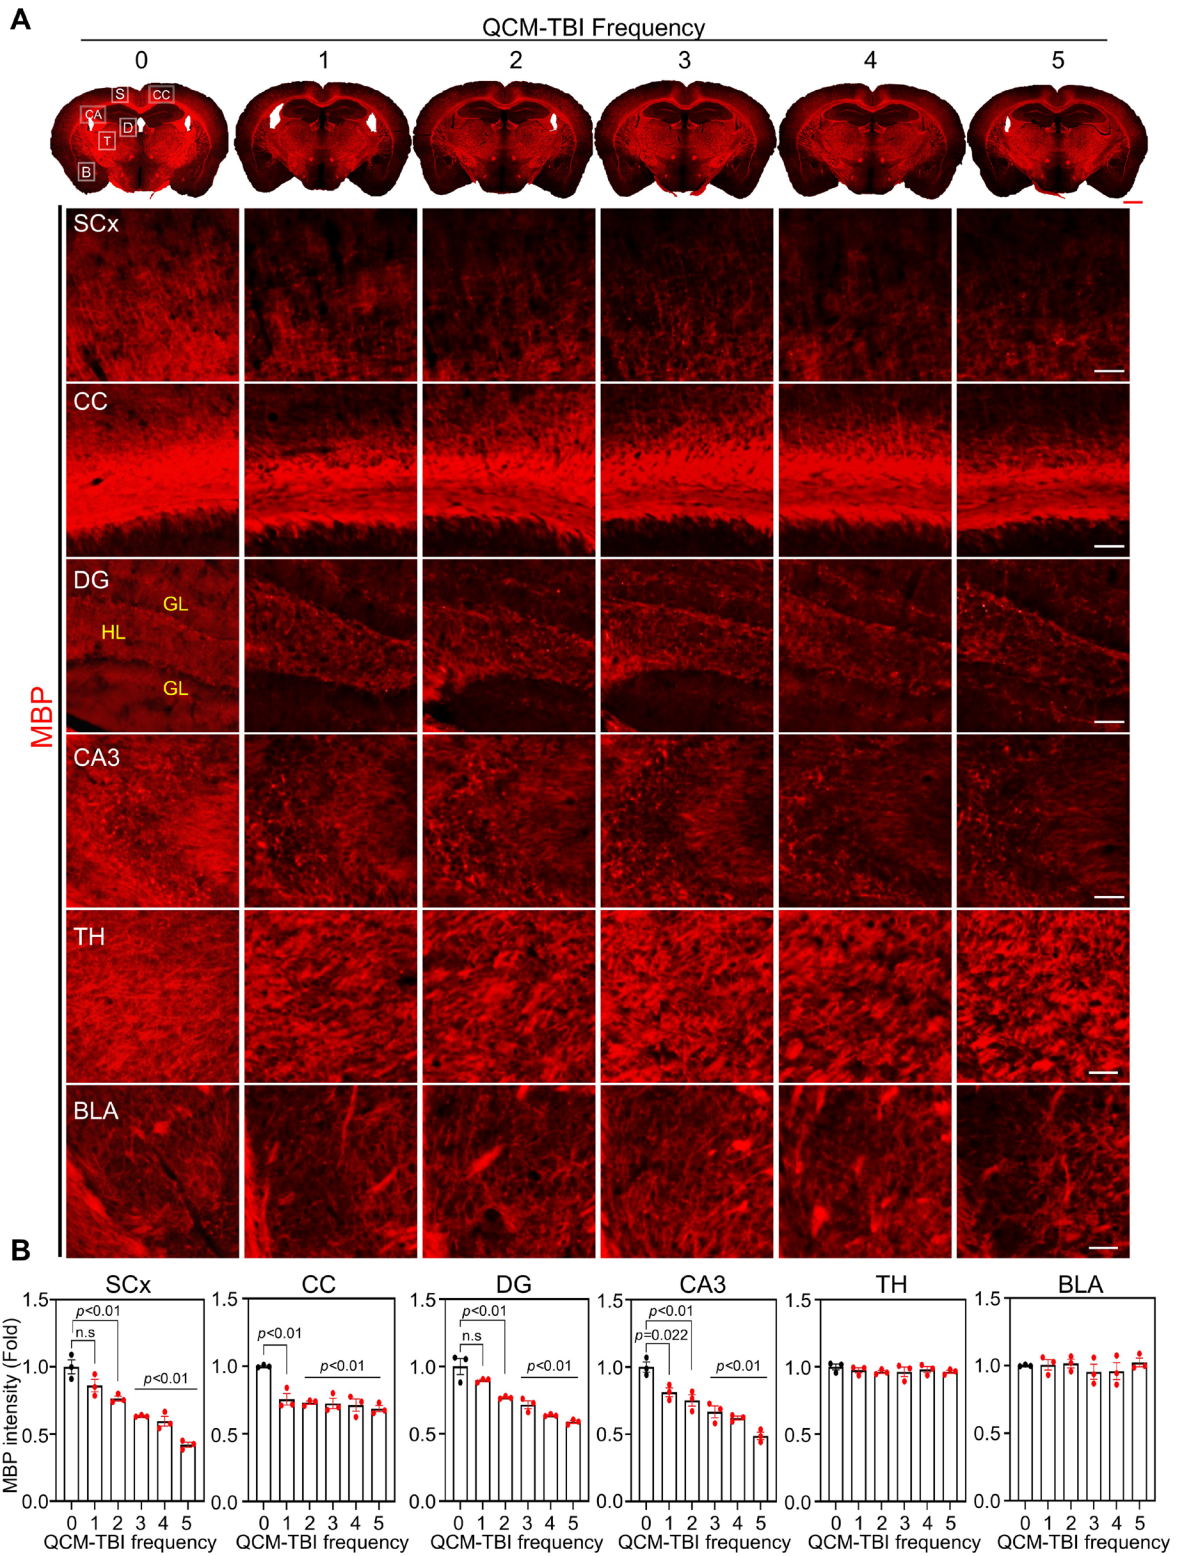 A
QCM-TBI Frequency
0 1 2 3 4 5
S CC
CA
D
T
B
MBP
SCx
CC
DG
GL
HL
GL
CA3
TH
BLA
B
MBP intensity (Fold)
SCx
1.5
1.0
0.5
0.0
p<0.01
n.s
p<0.01
0 1 2 3 4 5
QCM-TBI frequency
CC
1.5
1.0
0.5
0.0
p<0.01
p<0.01
0 1 2 3 4 5
QCM-TBI frequency
DG
1.5
1.0
0.5
0.0
p<0.01
n.s
p<0.01
0 1 2 3 4 5
QCM-TBI frequency
CA3
1.5
1.0
0.5
0.0
p<0.01
p=0.022
p<0.01
0 1 2 3 4 5
QCM-TBI frequency
TH
1.5
1.0
0.5
0.0
0 1 2 3 4 5
QCM-TBI frequency
BLA
1.5
1.0
0.5
0.0
0 1 2 3 4 5
QCM-TBI frequency